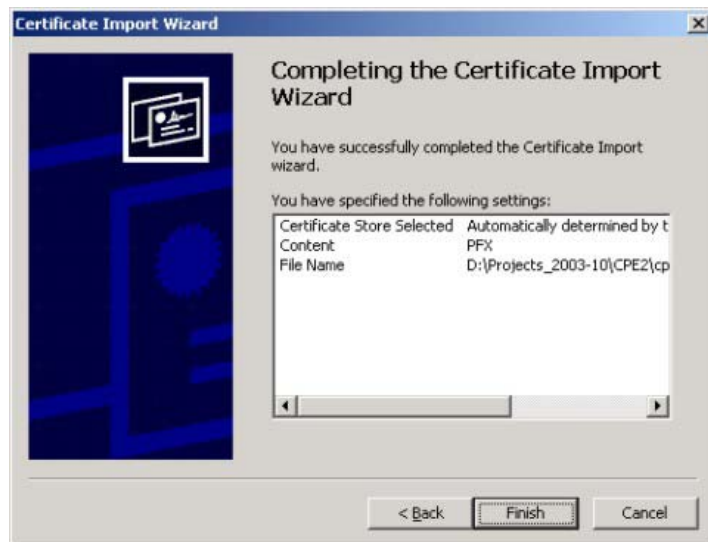 Certificate Import Wizard
Completing the Certificate Import
Wizard
You have successfully completed the Certificate Import
wizard.
You have specified the following settings:
Certificate Store Selected Automatically determined by t
Content PFX
File Name D:\Projects_2003-10\CPE2\cp
< Back Finish Cancel